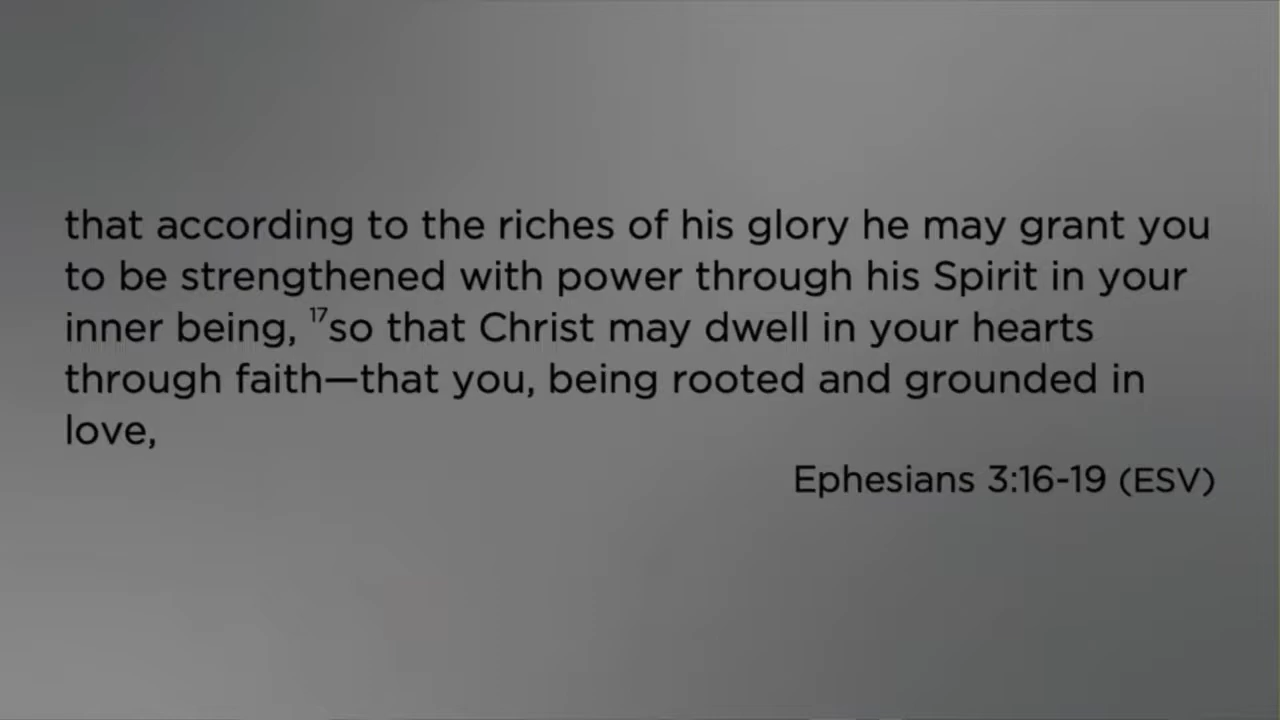 that according to the riches of his glory he may grant you
to be strengthened with power through his Spirit in your
inner being, ¹⁷so that Christ may dwell in your hearts
through faith—that you, being rooted and grounded in
love,
Ephesians 3:16-19 (ESV)